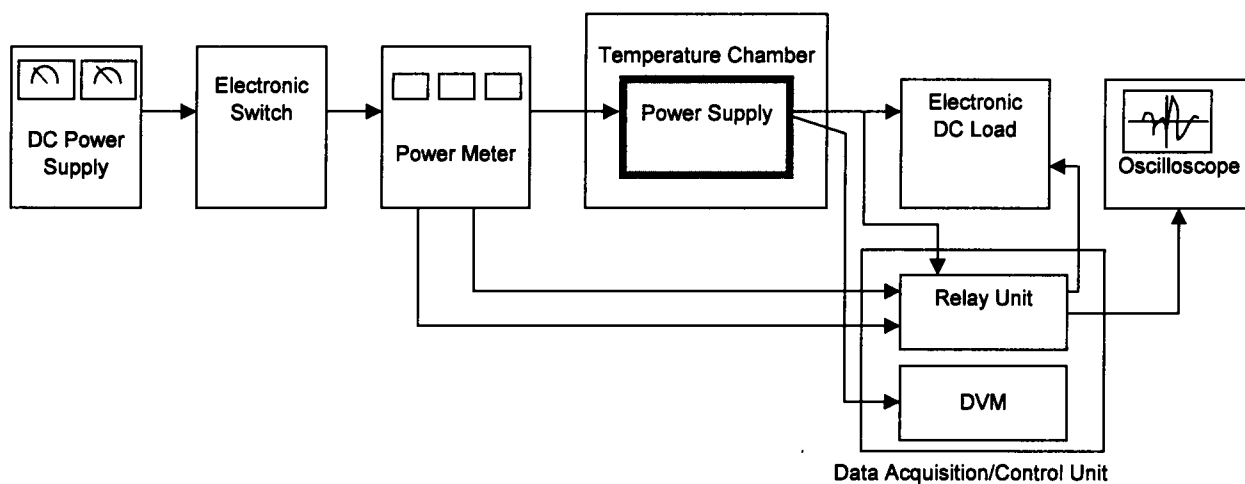 DC Power
Supply
Electronic
Switch
Power Meter
Temperature Chamber
Power Supply
Electronic
DC Load
Oscilloscope
Relay Unit
DVM
Data Acquisition/Control Unit